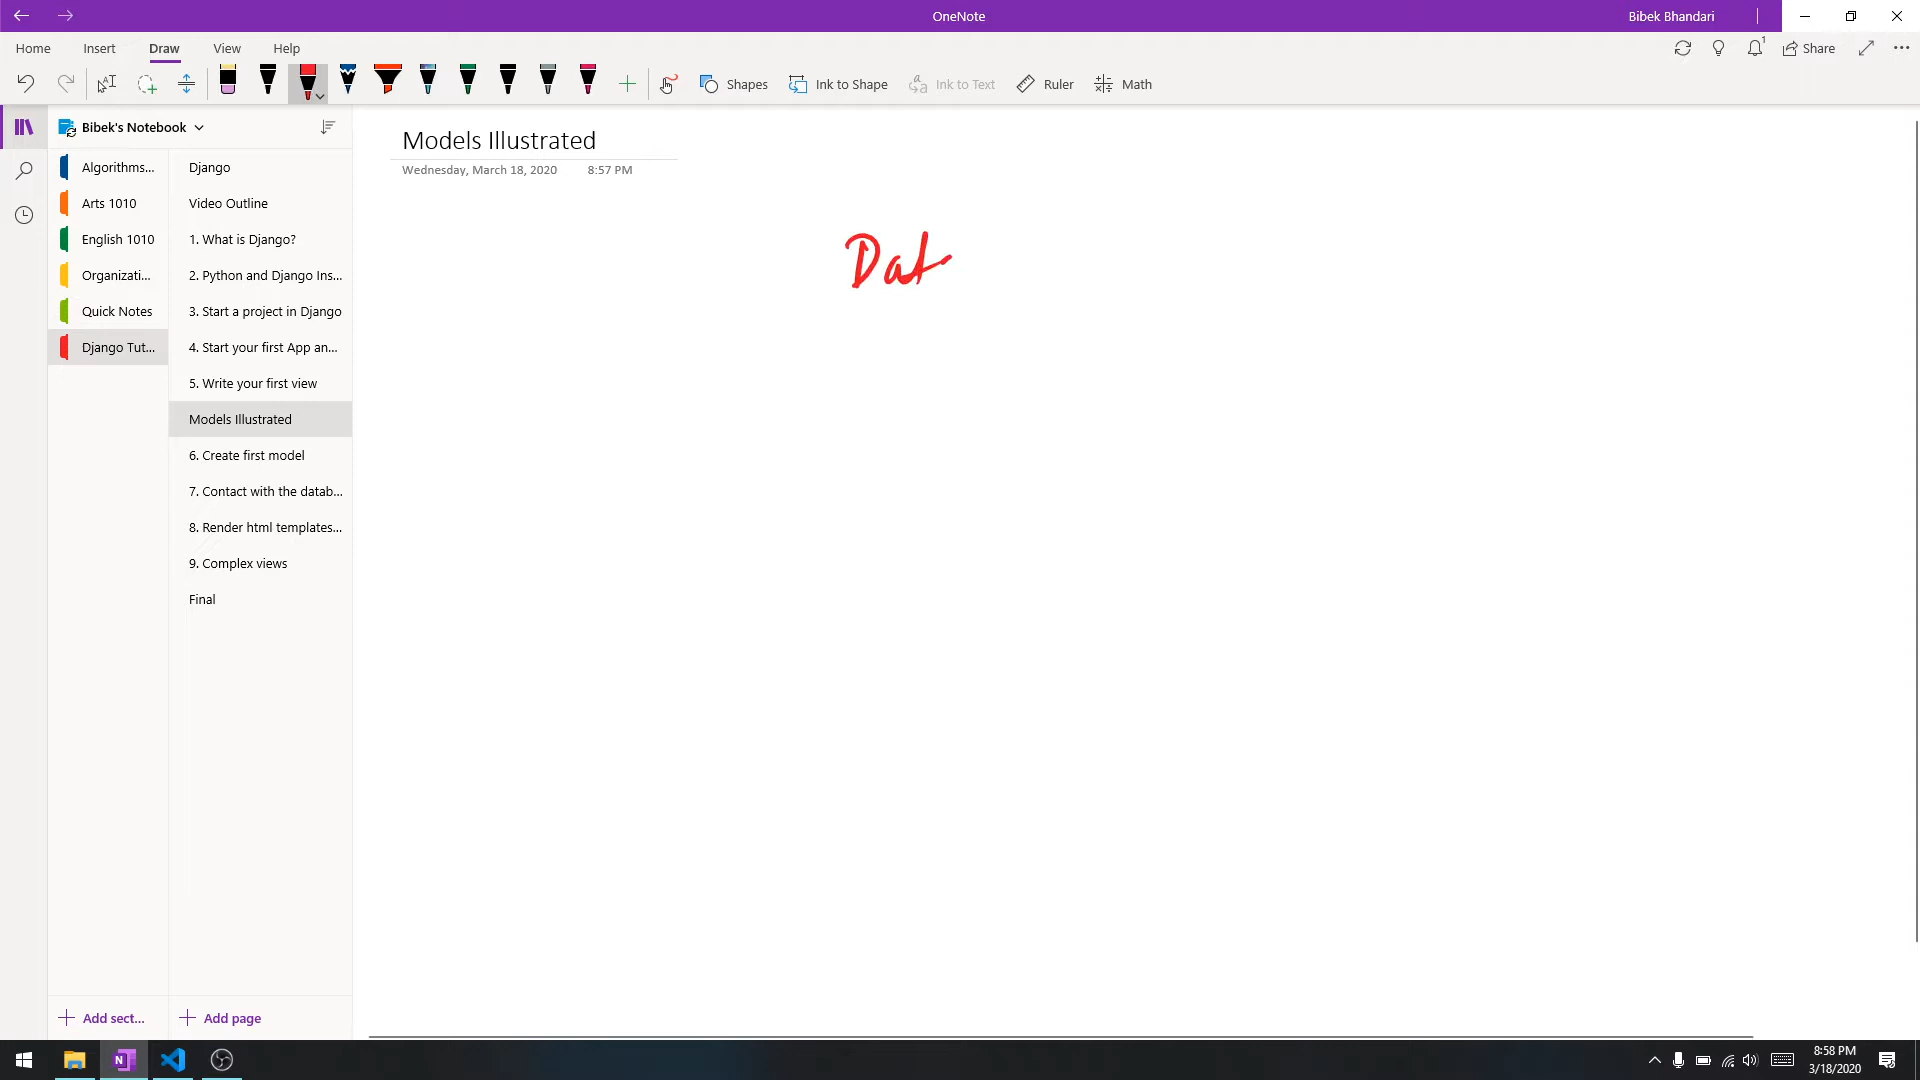 OneNote
Bibek Bhandari
Home Insert Draw View Help
1
Share
Shapes Ink to Shape Ink to Text Ruler Math
Bibek's Notebook
Algorithms...
Arts 1010
English 1010
Organizati...
Quick Notes
Django Tut...
Django
Video Outline
1. What is Django?
2. Python and Django Ins...
3. Start a project in Django
4. Start your first App an...
5. Write your first view
Models Illustrated
6. Create first model
7. Contact with the datab...
8. Render html templates...
9. Complex views
Final
Models Illustrated
Wednesday, March 18, 2020 8:57 PM
Dat
Add sect...
Add page
8:58 PM
3/18/2020